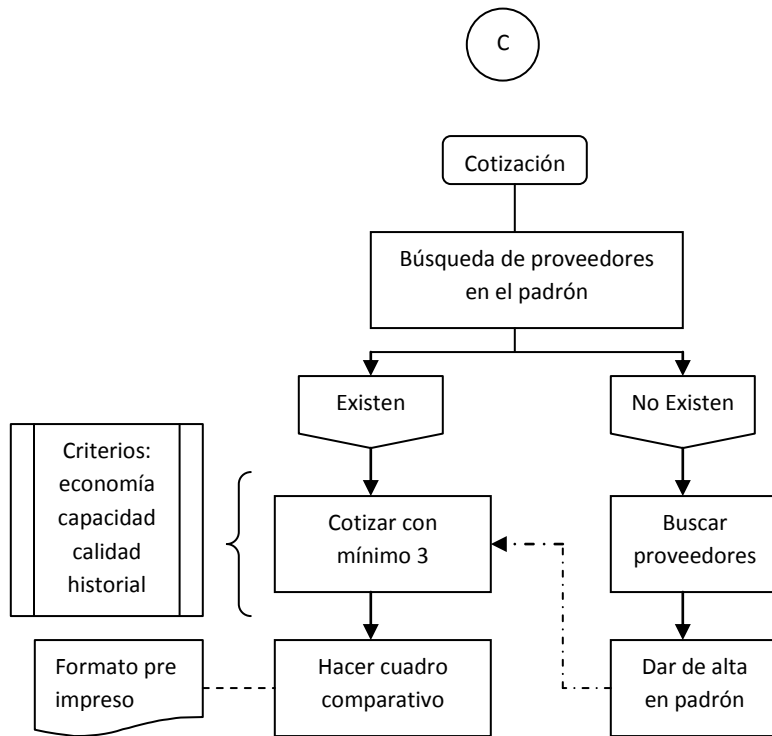 C
Cotización
Búsqueda de proveedores
en el padrón
Existen
No Existen
Criterios:
economía
capacidad
calidad
historial
Cotizar con
mínimo 3
Buscar
proveedores
Formato pre
impreso
Hacer cuadro
comparativo
Dar de alta
en padrón